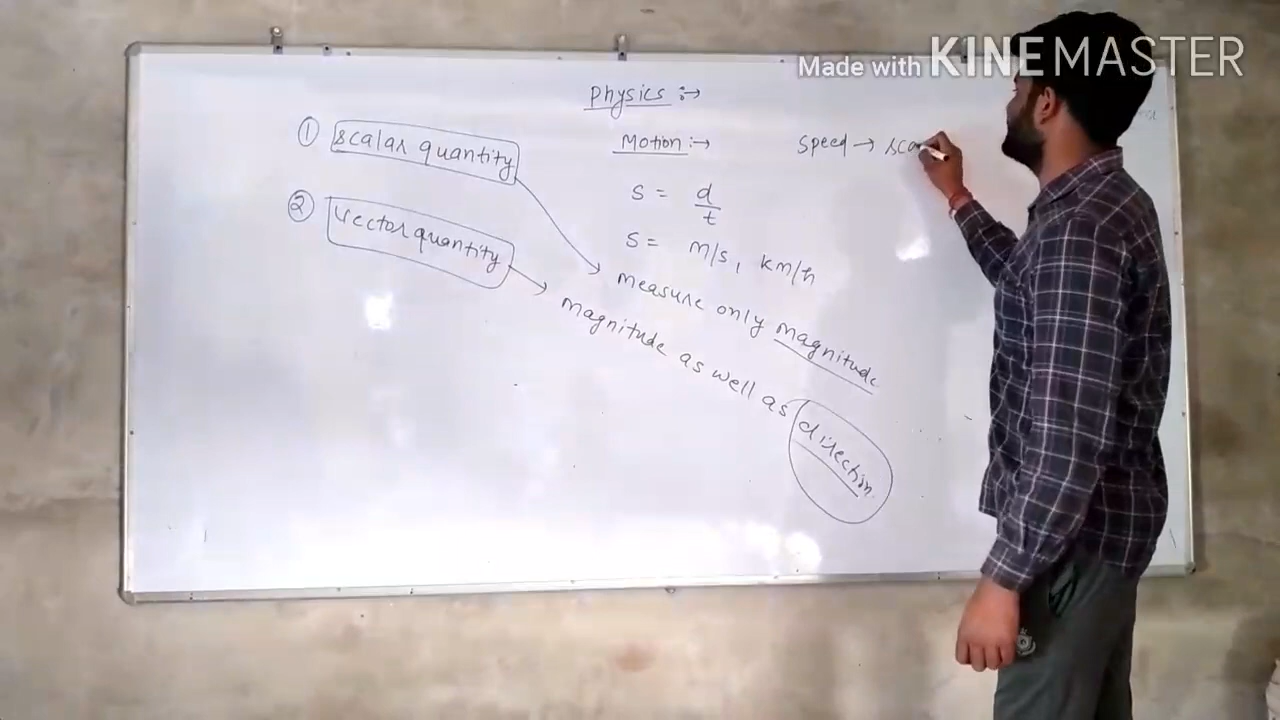 Made with KINEMASTER
Physics :→
① scalar quantity
Motion :→
speed → sca
② vector quantity
s = d/t
s = m/s, km/h
measure only magnitude
magnitude as well as direction